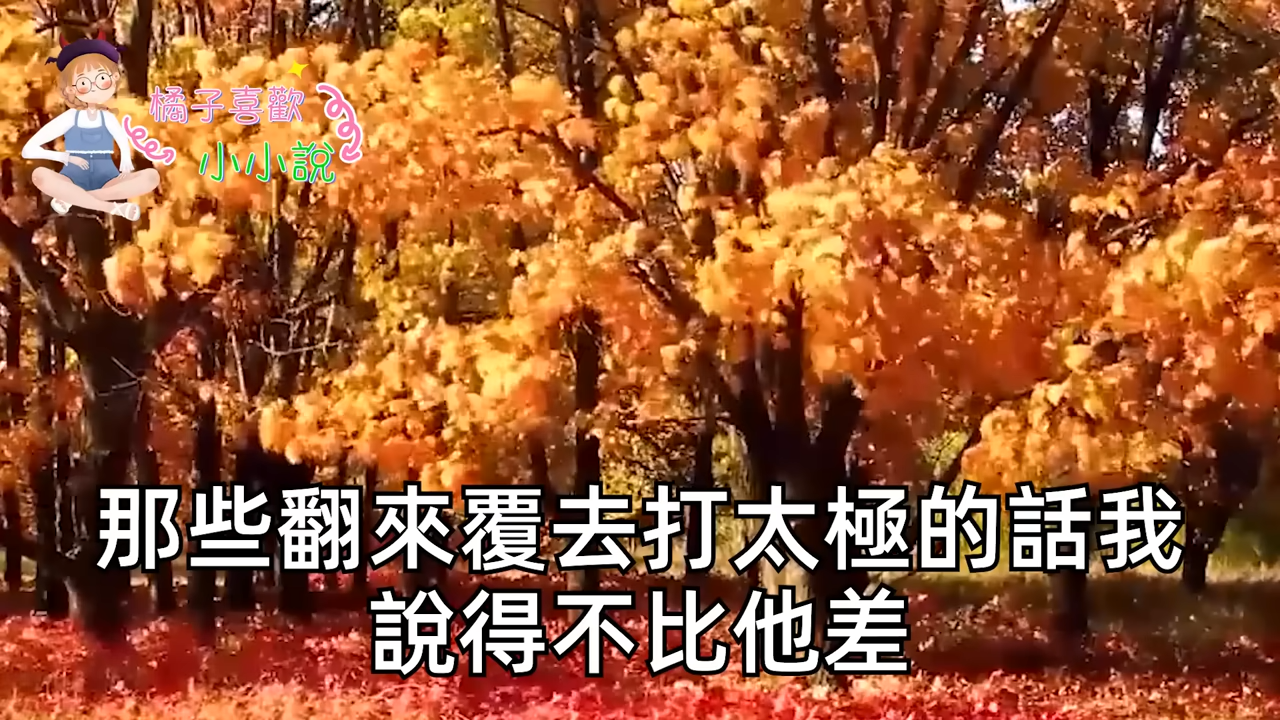 橘子喜歡
小小說
那些翻來覆去打太極的話我
說得不比他差